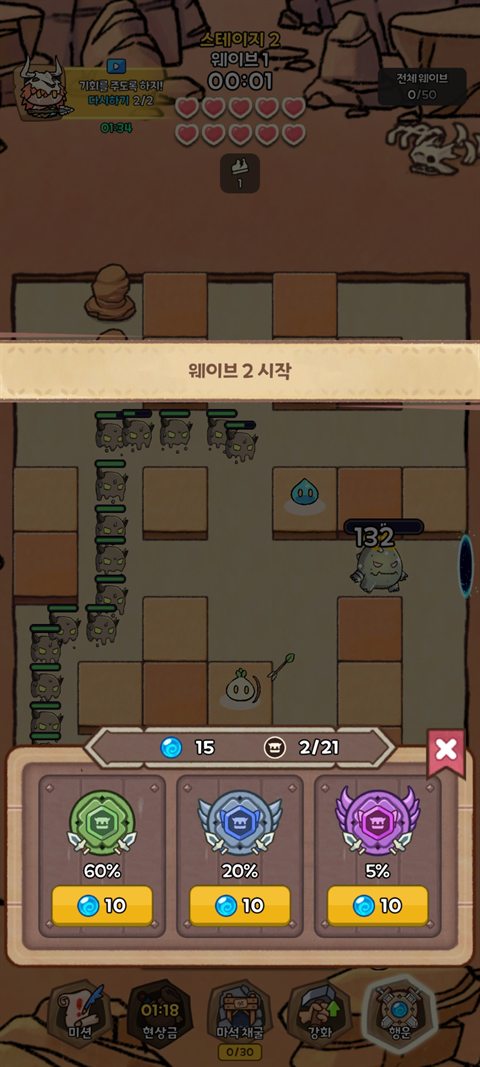 스테이지 2
웨이브 1
00:01
기회를 주도록 하지!
다시하기 2/2
01:34
전체 웨이브
0/50
1
웨이브 2 시작
132
15
2/21
60%
20%
5%
10
10
10
미션
01:18
현상금
마석 채굴
0/30
강화
행운